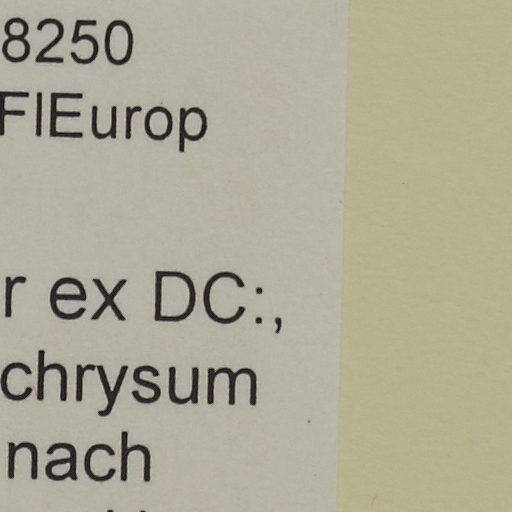 8250
FlEurop
r ex DC:,
chrysum
nach